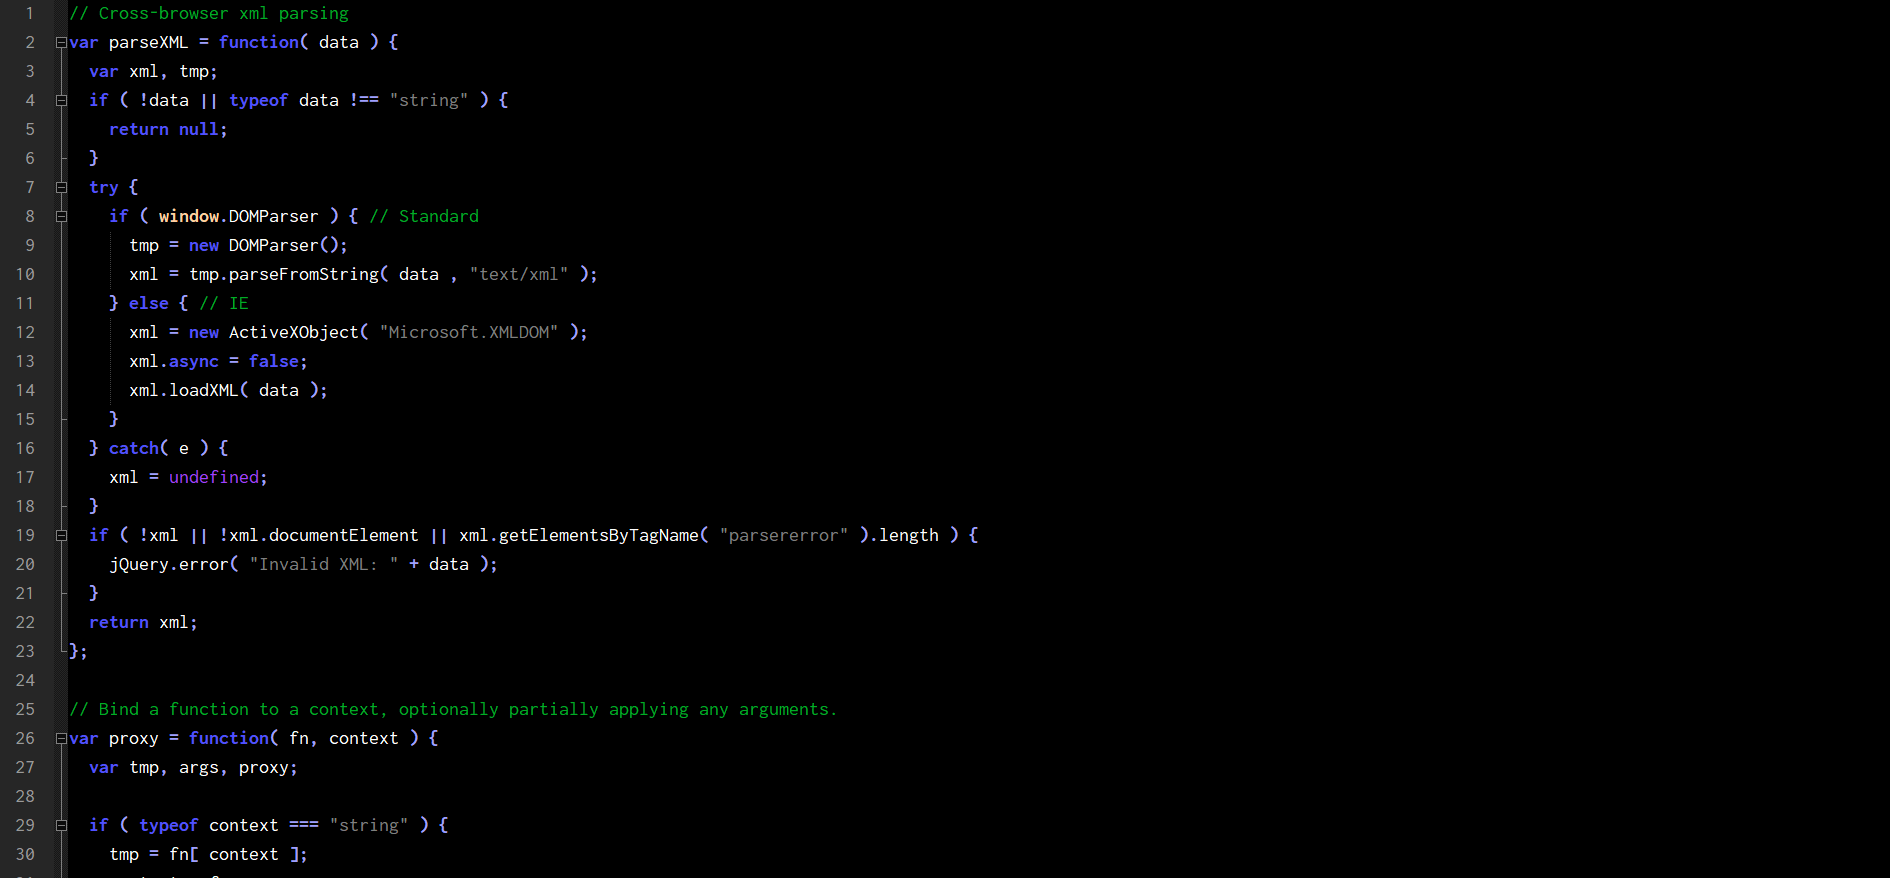 1 // Cross-browser xml parsing
2 var parseXML = function( data ) {
3 var xml, tmp;
4 if ( !data || typeof data !== "string" ) {
5 return null;
6 }
7 try {
8 if ( window.DOMParser ) { // Standard
9 tmp = new DOMParser();
10 xml = tmp.parseFromString( data , "text/xml" );
11 } else { // IE
12 xml = new ActiveXObject( "Microsoft.XMLDOM" );
13 xml.async = false;
14 xml.loadXML( data );
15 }
16 } catch( e ) {
17 xml = undefined;
18 }
19 if ( !xml || !xml.documentElement || xml.getElementsByTagName( "parsererror" ).length ) {
20 jQuery.error( "Invalid XML: " + data );
21 }
22 return xml;
23 };
24
25 // Bind a function to a context, optionally partially applying any arguments.
26 var proxy = function( fn, context ) {
27 var tmp, args, proxy;
28
29 if ( typeof context === "string" ) {
30 tmp = fn[ context ];